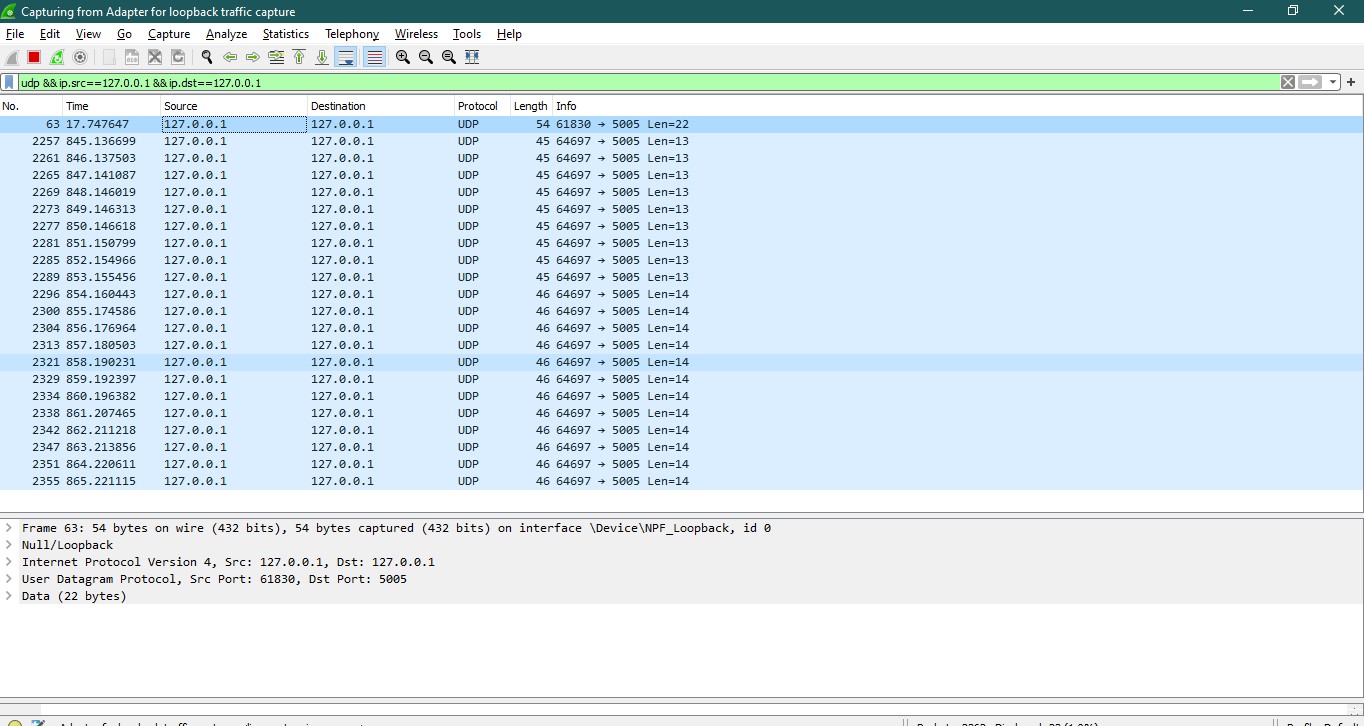 Capturing from Adapter for loopback traffic capture
File Edit View Go Capture Analyze Statistics Telephony Wireless Tools Help
udp &&ip.src==127.0.0.1 &&ip.dst==127.0.0.1
No. Time Source Destination Protocol Length Info
63 17.747647 127.0.0.1 127.0.0.1 UDP 54 61830 → 5005 Len=22
2257 845.136699 127.0.0.1 127.0.0.1 UDP 45 64697 → 5005 Len=13
2261 846.137503 127.0.0.1 127.0.0.1 UDP 45 64697 → 5005 Len=13
2265 847.141087 127.0.0.1 127.0.0.1 UDP 45 64697 → 5005 Len=13
2269 848.146019 127.0.0.1 127.0.0.1 UDP 45 64697 → 5005 Len=13
2273 849.146313 127.0.0.1 127.0.0.1 UDP 45 64697 → 5005 Len=13
2277 850.146618 127.0.0.1 127.0.0.1 UDP 45 64697 → 5005 Len=13
2281 851.150799 127.0.0.1 127.0.0.1 UDP 45 64697 → 5005 Len=13
2285 852.154966 127.0.0.1 127.0.0.1 UDP 45 64697 → 5005 Len=13
2289 853.155456 127.0.0.1 127.0.0.1 UDP 45 64697 → 5005 Len=13
2296 854.160443 127.0.0.1 127.0.0.1 UDP 46 64697 → 5005 Len=14
2300 855.174586 127.0.0.1 127.0.0.1 UDP 46 64697 → 5005 Len=14
2304 856.176964 127.0.0.1 127.0.0.1 UDP 46 64697 → 5005 Len=14
2313 857.180503 127.0.0.1 127.0.0.1 UDP 46 64697 → 5005 Len=14
2321 858.190231 127.0.0.1 127.0.0.1 UDP 46 64697 → 5005 Len=14
2329 859.192397 127.0.0.1 127.0.0.1 UDP 46 64697 → 5005 Len=14
2334 860.196382 127.0.0.1 127.0.0.1 UDP 46 64697 → 5005 Len=14
2338 861.207465 127.0.0.1 127.0.0.1 UDP 46 64697 → 5005 Len=14
2342 862.211218 127.0.0.1 127.0.0.1 UDP 46 64697 → 5005 Len=14
2347 863.213856 127.0.0.1 127.0.0.1 UDP 46 64697 → 5005 Len=14
2351 864.220611 127.0.0.1 127.0.0.1 UDP 46 64697 → 5005 Len=14
2355 865.221115 127.0.0.1 127.0.0.1 UDP 46 64697 → 5005 Len=14
Frame 63: 54 bytes on wire (432 bits), 54 bytes captured (432 bits) on interface \Device\NPF_Loopback, id 0
Null/Loopback
Internet Protocol Version 4, Src: 127.0.0.1, Dst: 127.0.0.1
User Datagram Protocol, Src Port: 61830, Dst Port: 5005
Data (22 bytes)